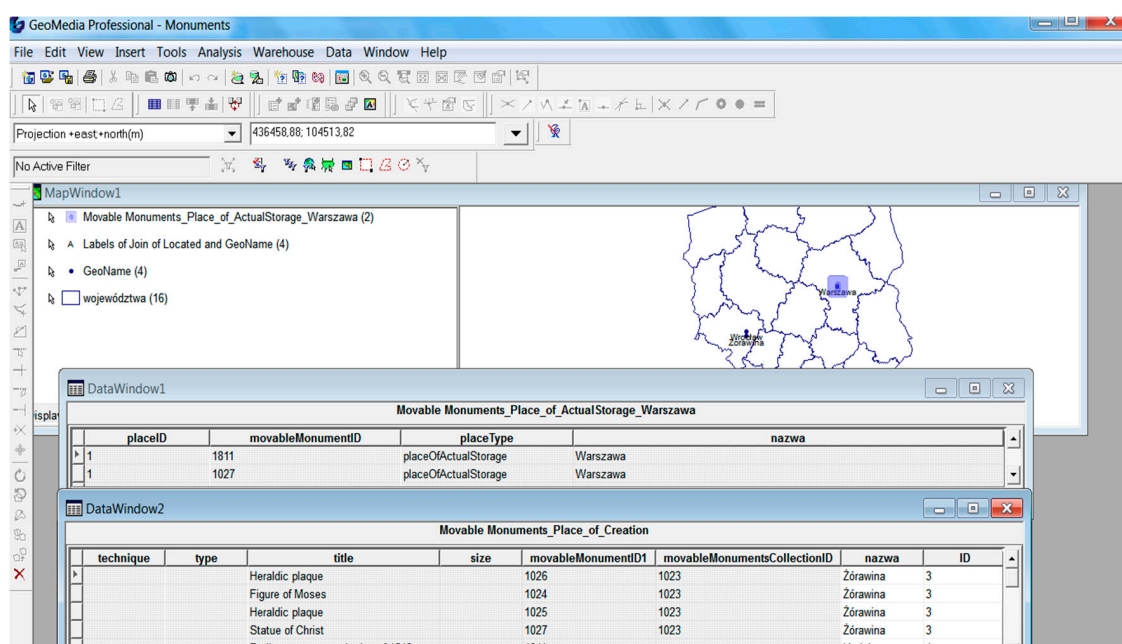 GeoMedia Professional - Monuments
File Edit View Insert Tools Analysis Warehouse Data Window Help
Projection +east;+north(m) 436458,88; 104513,82
No Active Filter
MapWindow1
Movable Monuments_Place_of_ActualStorage_Warszawa (2)
A Labels of Join of Located and GeoName (4)
GeoName (4)
województwa (16)
Warszawa
Wrocław
Żórawina
DataWindow1
ispla
Movable Monuments_Place_of_ActualStorage_Warszawa
placeID movableMonumentID placeType nazwa
1 1811 placeOfActualStorage Warszawa
1 1027 placeOfActualStorage Warszawa
DataWindow2
Movable Monuments_Place_of_Creation
technique type title size movableMonumentID1 movableMonumentsCollectionID nazwa ID
Heraldic plaque 1026 1023 Żórawina 3
Figure of Moses 1024 1023 Żórawina 3
Heraldic plaque 1025 1023 Żórawina 3
Statue of Christ 1027 1023 Żórawina 3